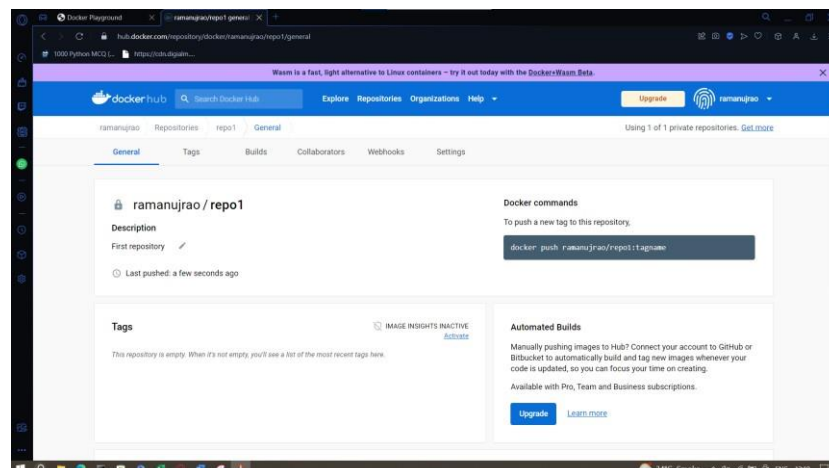 Docker Playground
ramanujrao/repo1 general
hub.docker.com/repository/docker/ramanujrao/repo1/general
1000 Python MCQ (... https://cdn.digialm....
Wasm is a fast, light alternative to Linux containers – try it out today with the Docker+Wasm Beta.
dockerhub Search Docker Hub Explore Repositories Organizations Help Upgrade ramanujrao
ramanujrao Repositories repo1 General Using 1 of 1 private repositories. Get more
General Tags Builds Collaborators Webhooks Settings
ramanujrao / repo1
Description
First repository
Last pushed: a few seconds ago
Docker commands
To push a new tag to this repository,
docker push ramanujrao/repo1:tagname
Tags
IMAGE INSIGHTS INACTIVE
Activate
This repository is empty. When it's not empty, you'll see a list of the most recent tags here.
Automated Builds
Manually pushing images to Hub? Connect your account to GitHub or
Bitbucket to automatically build and tag new images whenever your
code is updated, so you can focus your time on creating.
Available with Pro, Team and Business subscriptions.
Upgrade Learn more